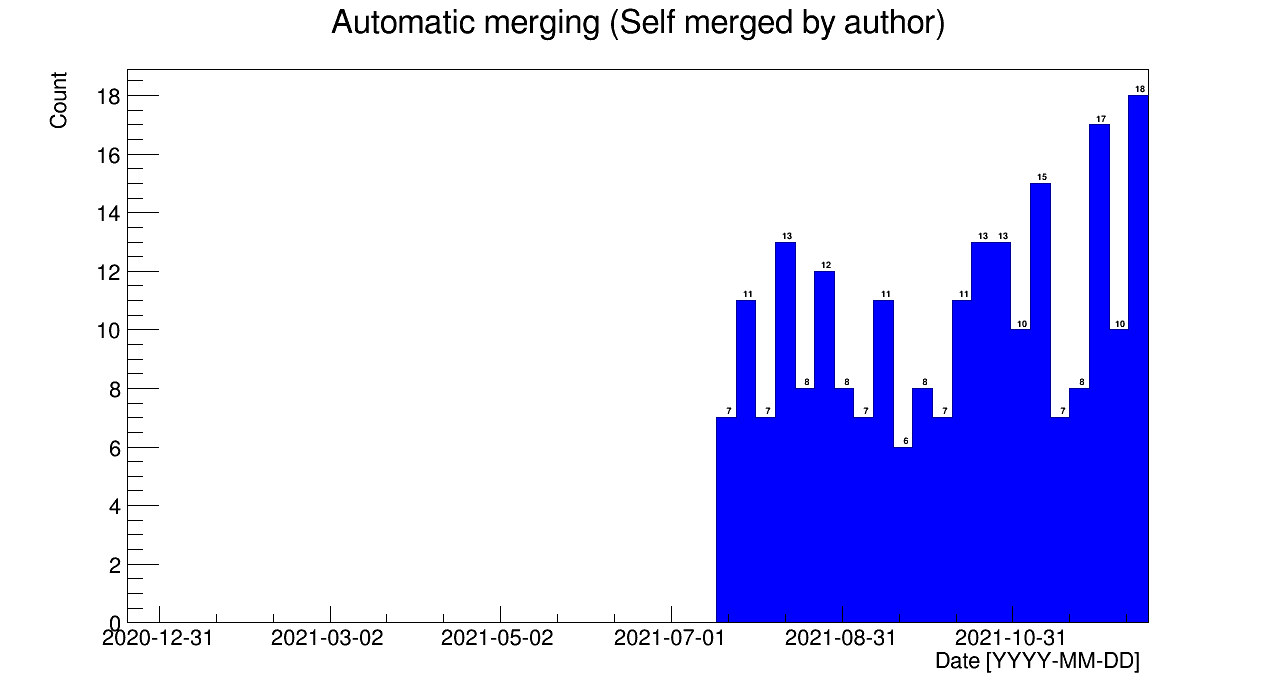 Automatic merging (Self merged by author)
Count
18
16
14
12
10
8
6
4
2
0
7 11 7 13 8 12 8 7 11 6 8 7 11 13 13 10 15 7 8 17 10 18
2020-12-31 2021-03-02 2021-05-02 2021-07-01 2021-08-31 2021-10-31
Date [YYYY-MM-DD]